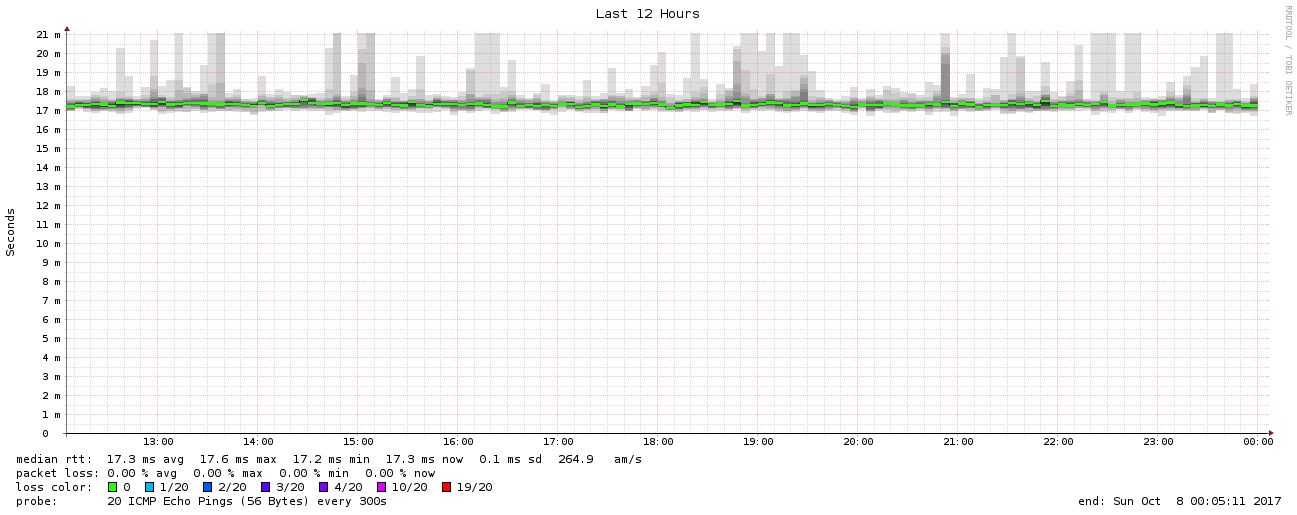 Last 12 Hours
RRDTOOL / TOBI OETIKER
21 m
20 m
19 m
18 m
17 m
16 m
15 m
14 m
13 m
12 m
11 m
10 m
9 m
8 m
7 m
6 m
5 m
4 m
3 m
2 m
1 m
0
Seconds
13:00 14:00 15:00 16:00 17:00 18:00 19:00 20:00 21:00 22:00 23:00 00:00
median rtt: 17.3 ms avg 17.6 ms max 17.2 ms min 17.3 ms now 0.1 ms sd 264.9 am/s
packet loss: 0.00 % avg 0.00 % max 0.00 % min 0.00 % now
loss color: 0 1/20 2/20 3/20 4/20 10/20 19/20
probe: 20 ICMP Echo Pings (56 Bytes) every 300s end: Sun Oct 8 00:05:11 2017